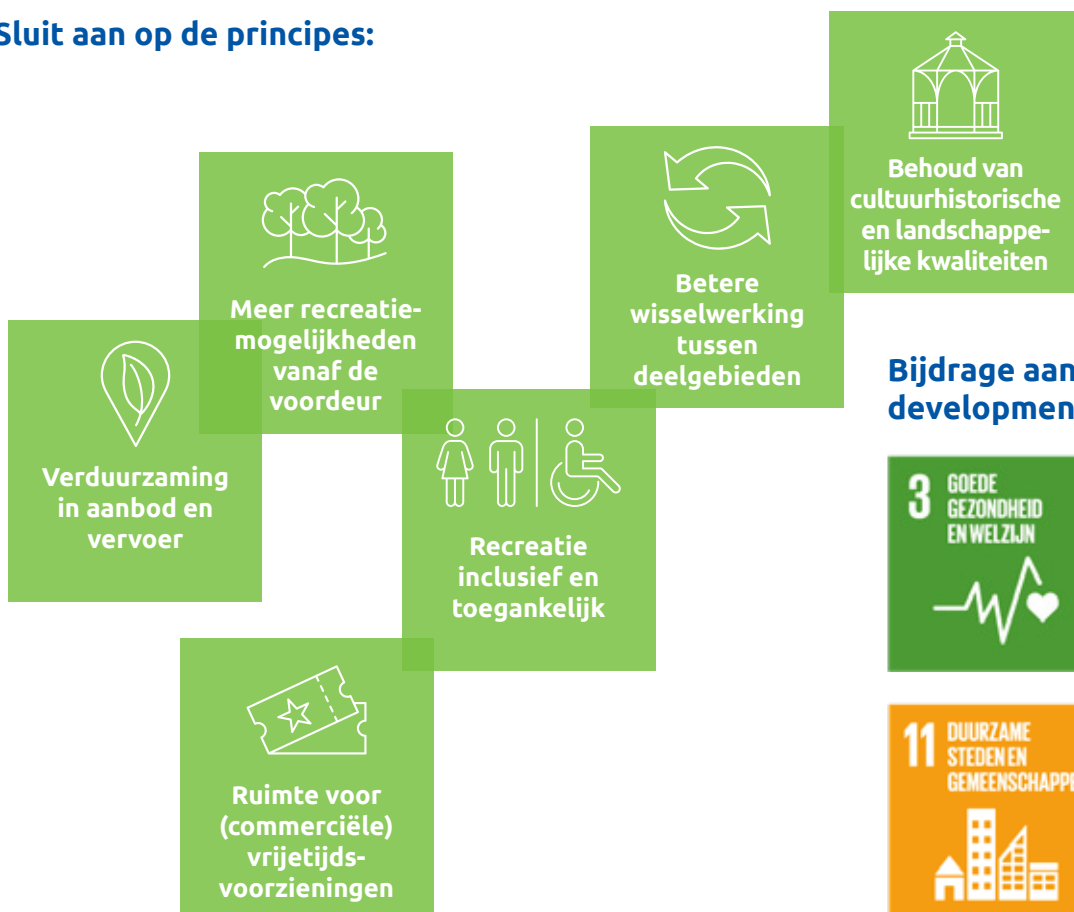 Sluit aan op de principes:
Behoud van
cultuurhistorische
en landschappe-
lijke kwaliteiten
Meer recreatie-
mogelijkheden
vanaf de
voordeur
Betere
wisselwerking
tussen
deelgebieden
Verduurzaming
in aanbod en
vervoer
Recreatie
inclusief en
toegankelijk
Ruimte voor
(commerciële)
vrijetijds-
voorzieningen
Bijdrage aan
developmen
3 GOEDE
GEZONDHEID
EN WELZIJN
11 DUURZAME
STEDEN EN
GEMEENSCHAPPE